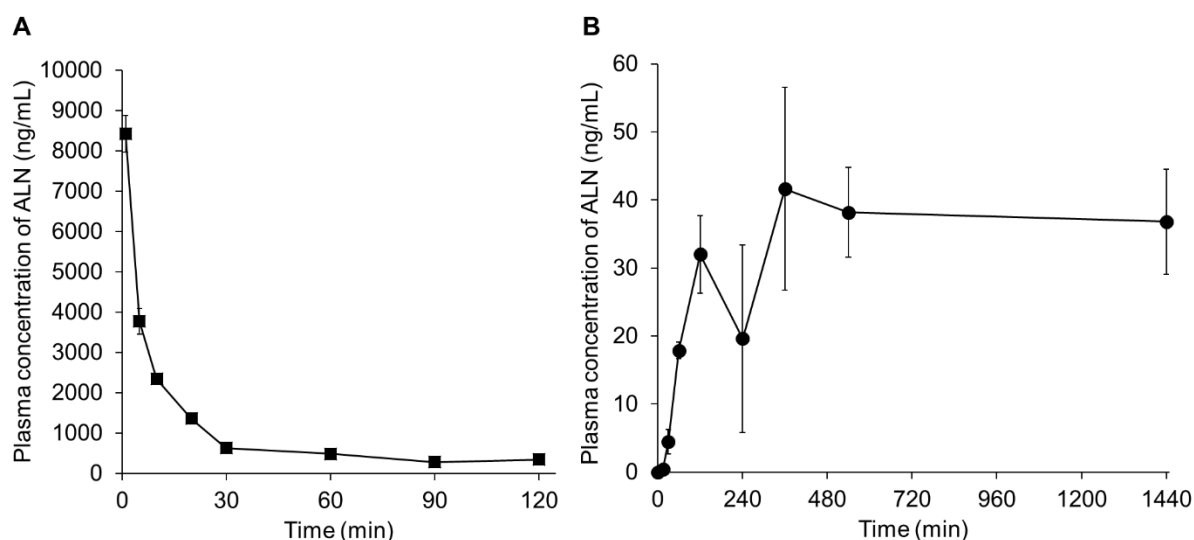 A
Plasma concentration of ALN (ng/mL)
10000
9000
8000
7000
6000
5000
4000
3000
2000
1000
0
0 30 60 90 120
Time (min)
B
Plasma concentration of ALN (ng/mL)
60
50
40
30
20
10
0
0 240 480 720 960 1200 1440
Time (min)